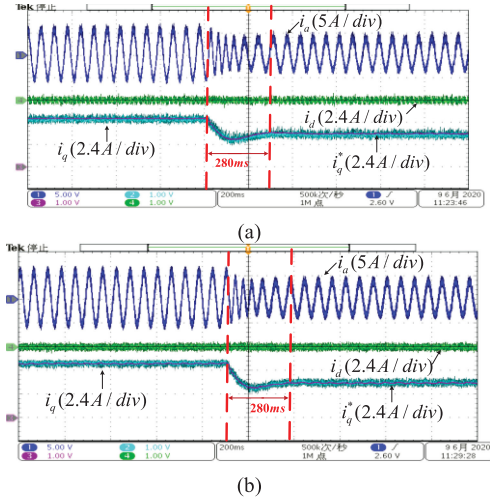 Tek 停止
i_a(5A/div)
i_d(2.4A/div)
i_q(2.4A/div)
i_q^*(2.4A/div)
280ms
1 5.00 V 2 1.00 V 200ms 500k次/秒 1 / 9 6月 2020
3 1.00 V 4 1.00 V 1M 点 2.60 V 11:23:46
(a)
Tek 停止
i_a(5A/div)
i_d(2.4A/div)
i_q(2.4A/div)
i_q^*(2.4A/div)
280ms
1 5.00 V 2 1.00 V 200ms 500k次/秒 1 / 9 6月 2020
3 1.00 V 4 1.00 V 1M 点 2.60 V 11:29:28
(b)